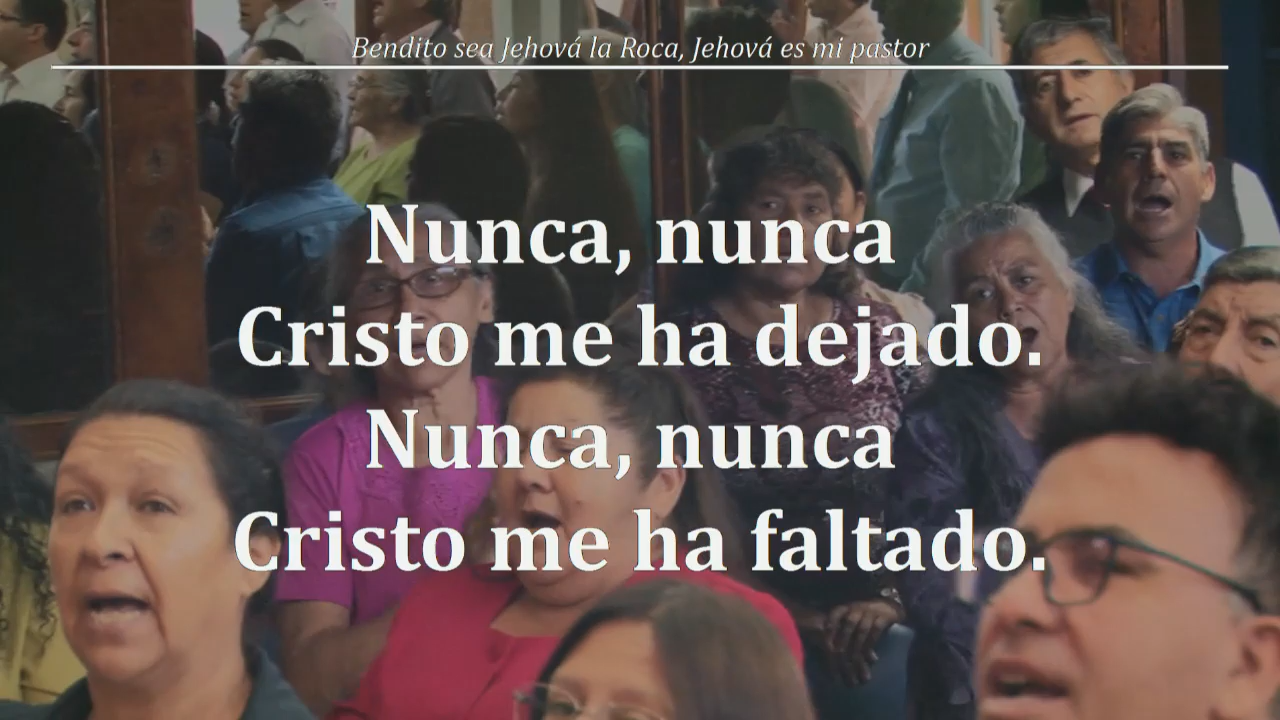 Bendito sea Jehová la Roca, Jehová es mi pastor
Nunca, nunca
Cristo me ha dejado.
Nunca, nunca
Cristo me ha faltado.